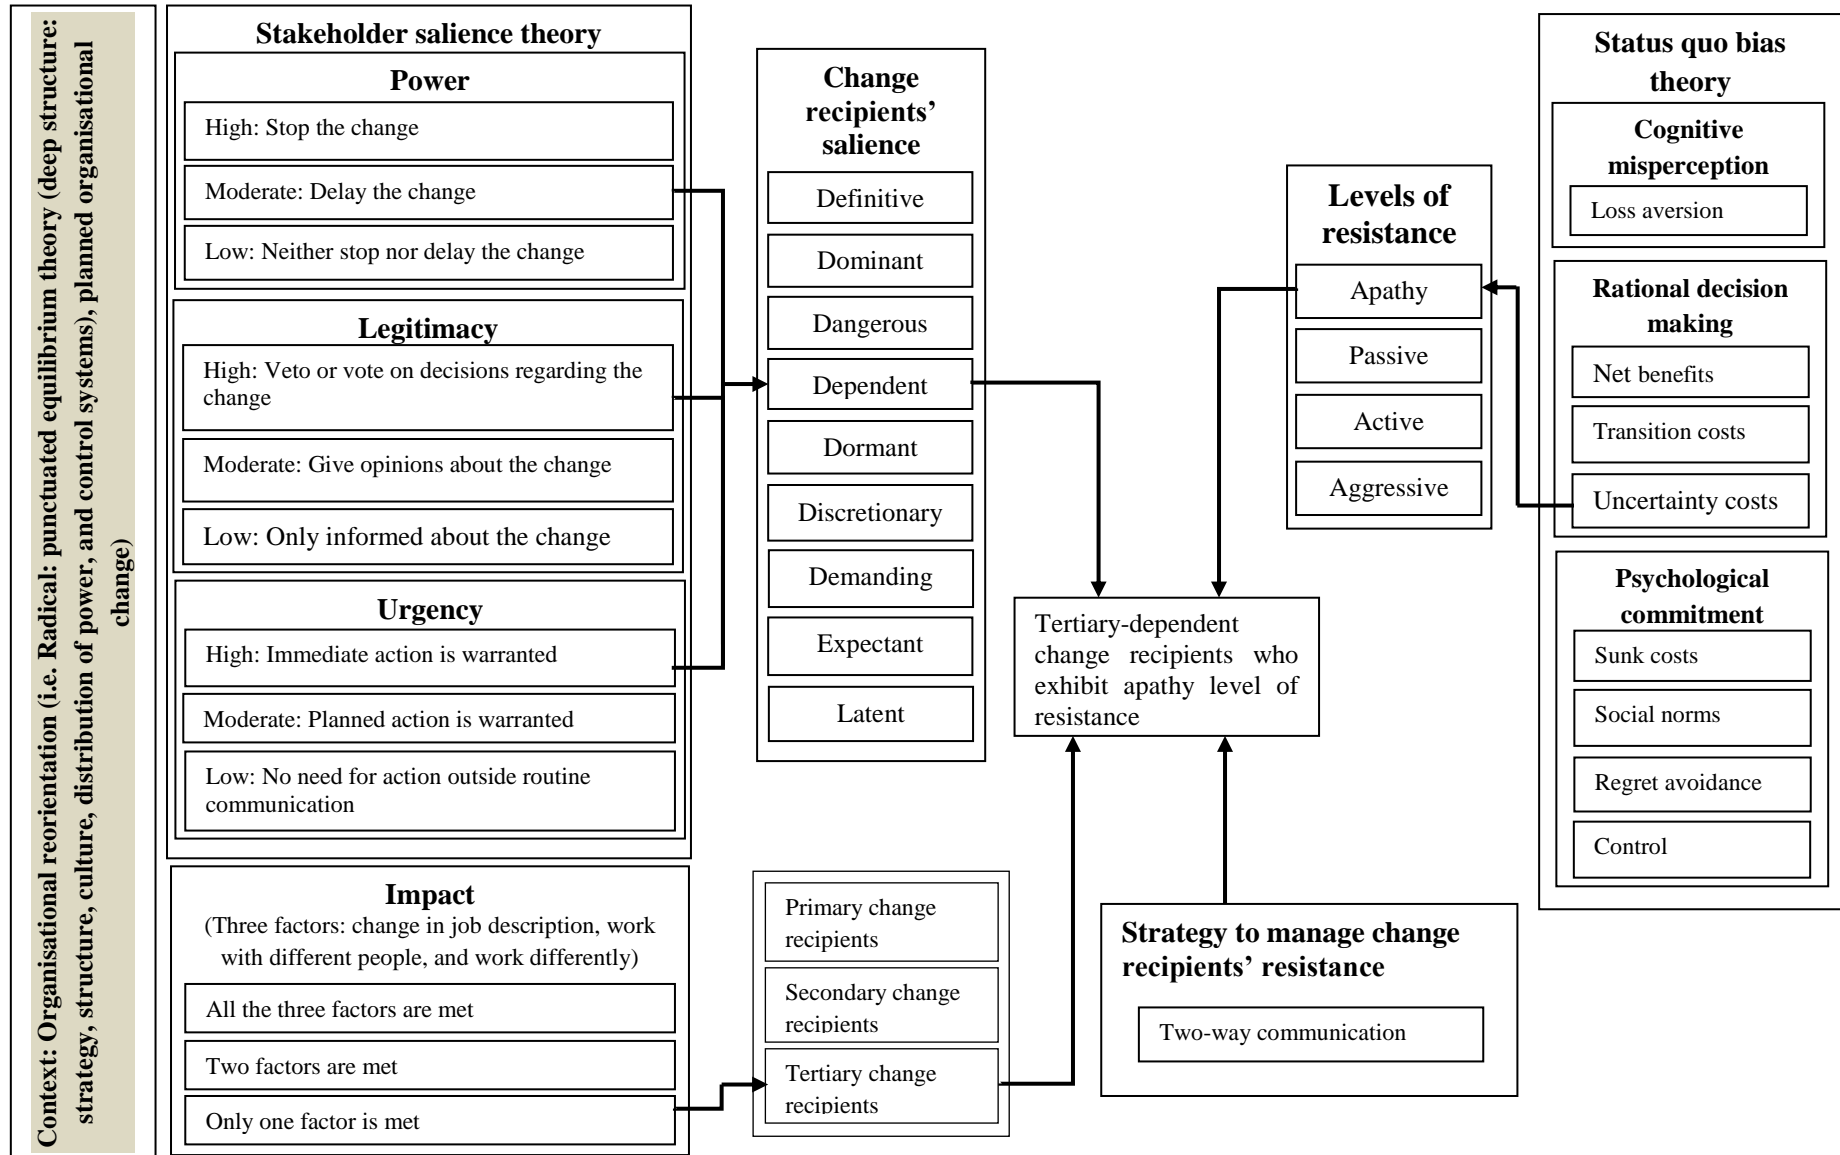 Context: Organisational reorientation (i.e. Radical: punctuated equilibrium theory (deep structure:
strategy, structure, culture, distribution of power, and control systems), planned organisational
change)
Stakeholder salience theory
Power
High: Stop the change
Moderate: Delay the change
Low: Neither stop nor delay the change
Legitimacy
High: Veto or vote on decisions regarding the
change
Moderate: Give opinions about the change
Low: Only informed about the change
Urgency
High: Immediate action is warranted
Moderate: Planned action is warranted
Low: No need for action outside routine
communication
Impact
(Three factors: change in job description, work
with different people, and work differently)
All the three factors are met
Two factors are met
Only one factor is met
Change
recipients’
salience
Definitive
Dominant
Dangerous
Dependent
Dormant
Discretionary
Demanding
Expectant
Latent
Primary change
recipients
Secondary change
recipients
Tertiary change
recipients
Tertiary-dependent
change recipients who
exhibit apathy level of
resistance
Strategy to manage change
recipients’ resistance
Two-way communication
Levels of
resistance
Apathy
Passive
Active
Aggressive
Status quo bias
theory
Cognitive
misperception
Loss aversion
Rational decision
making
Net benefits
Transition costs
Uncertainty costs
Psychological
commitment
Sunk costs
Social norms
Regret avoidance
Control